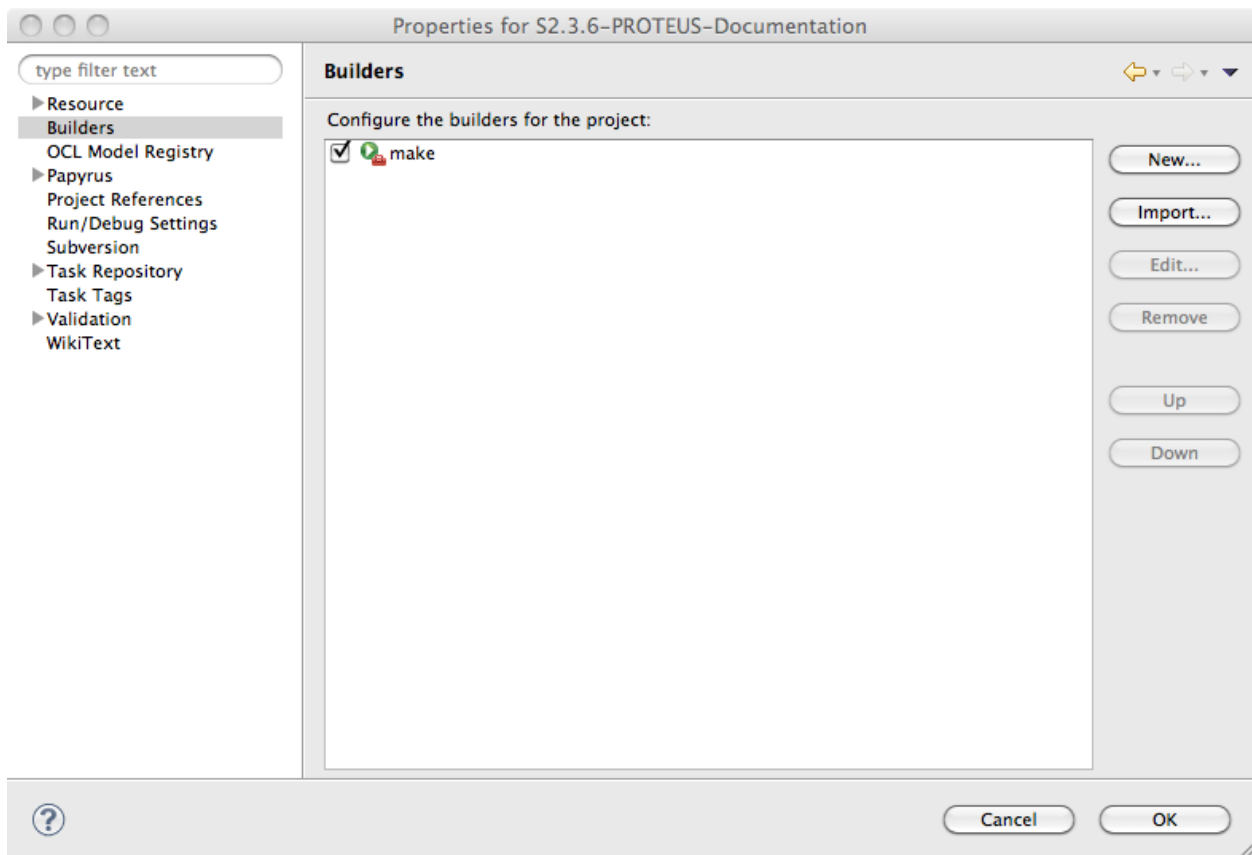 Properties for S2.3.6-PROTEUS-Documentation
type filter text
Resource
Builders
OCL Model Registry
Papyrus
Project References
Run/Debug Settings
Subversion
Task Repository
Task Tags
Validation
WikiText
Builders
Configure the builders for the project:
make
New...
Import...
Edit...
Remove
Up
Down
?
Cancel
OK